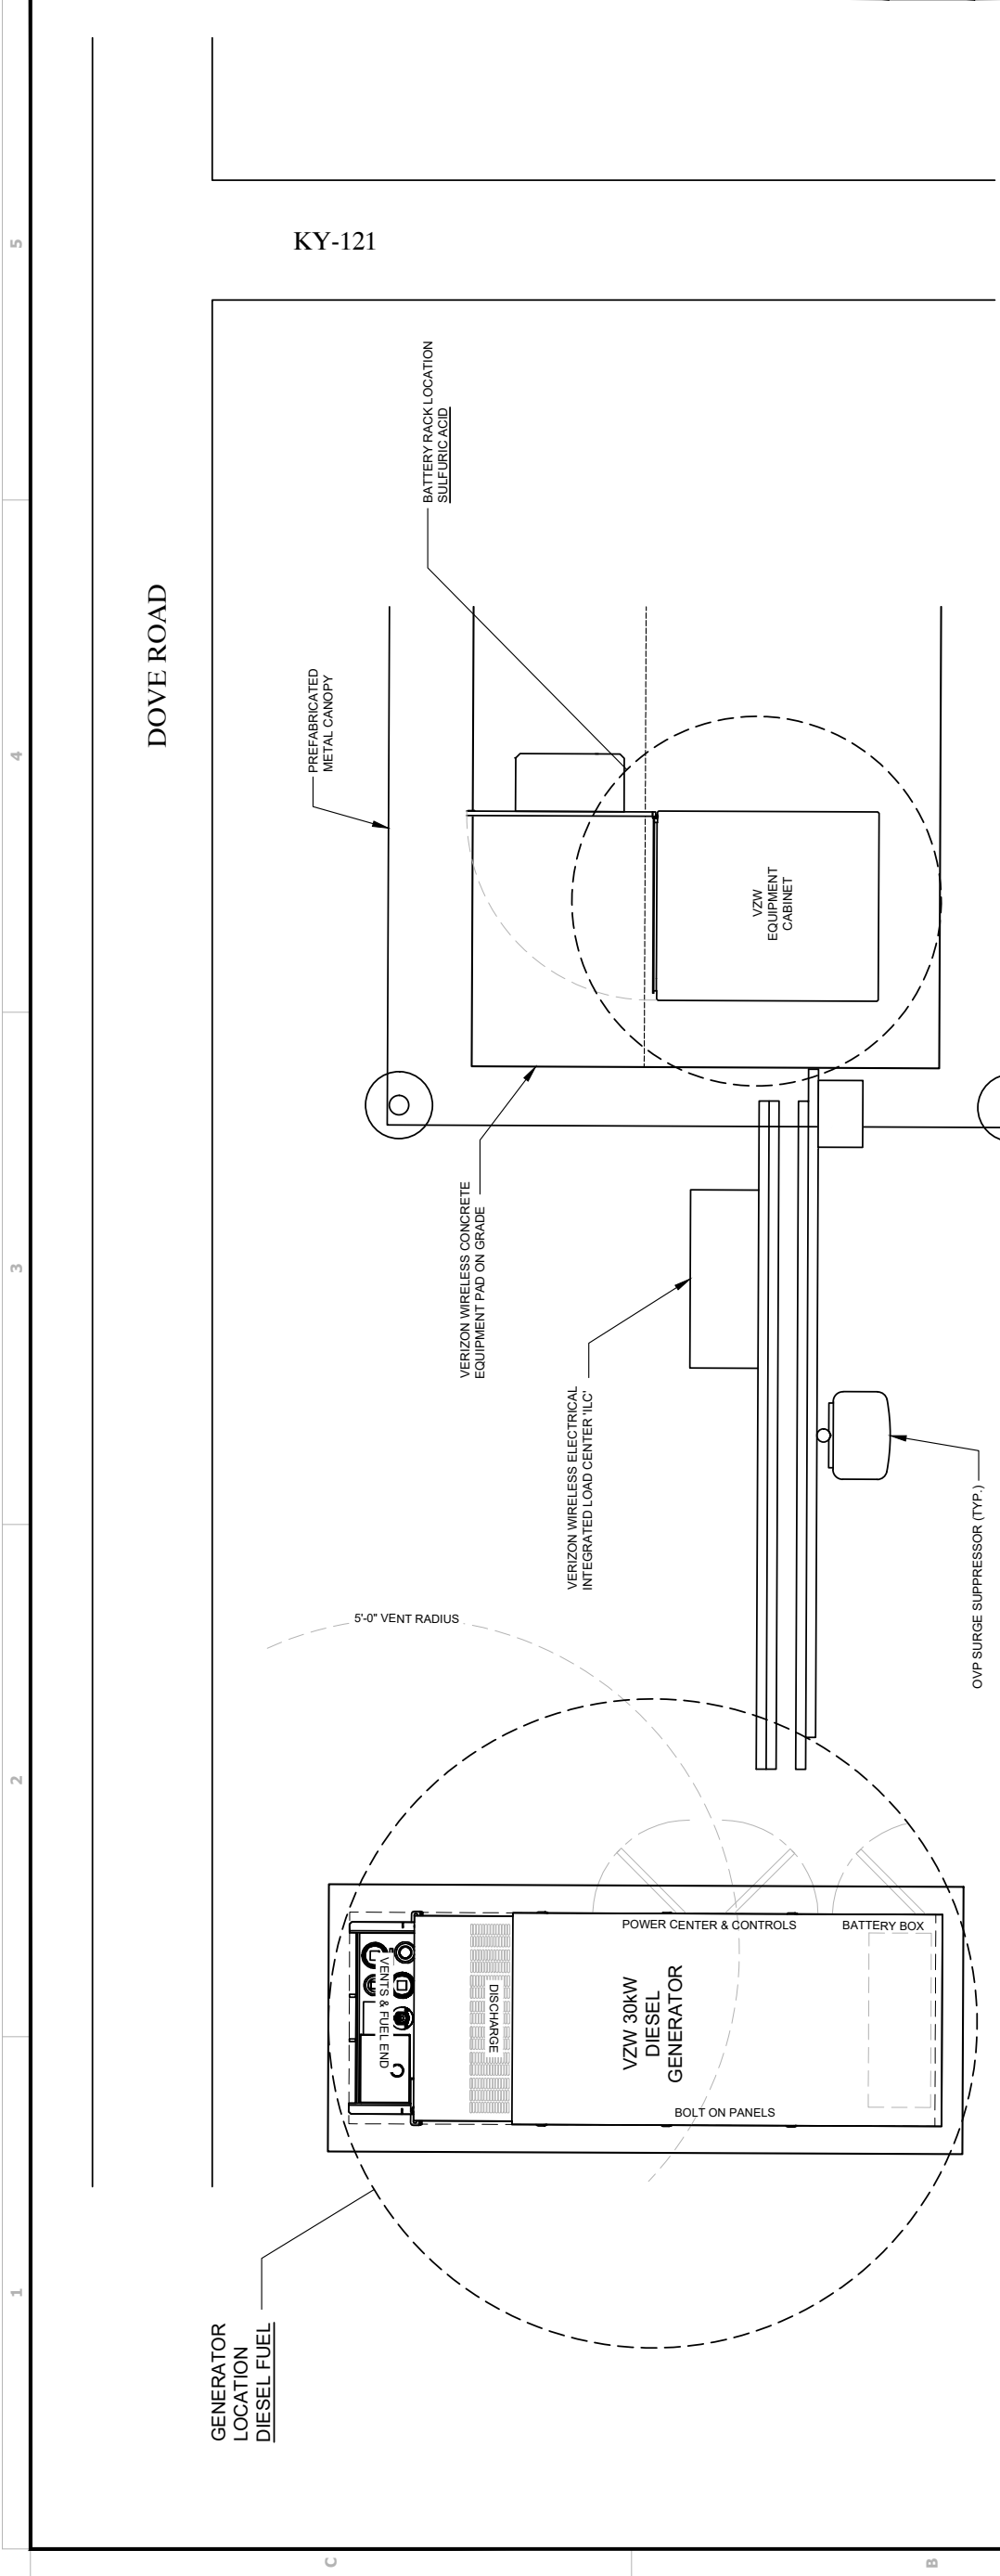 5
4
3
2
1
C
B
KY-121
DOVE ROAD
BATTERY RACK LOCATION
SULFURIC ACID
PREFABRICATED
METAL CANOPY
VZW
EQUIPMENT
CABINET
VERIZON WIRELESS CONCRETE
EQUIPMENT PAD ON GRADE
VERIZON WIRELESS ELECTRICAL
INTEGRATED LOAD CENTER 'ILC'
OVP SURGE SUPPRESSOR (TYP.)
5'-0" VENT RADIUS
POWER CENTER & CONTROLS
BATTERY BOX
VENTS & FUEL END
DISCHARGE
VZW 30kW
DIESEL
GENERATOR
BOLT ON PANELS
GENERATOR
LOCATION
DIESEL FUEL